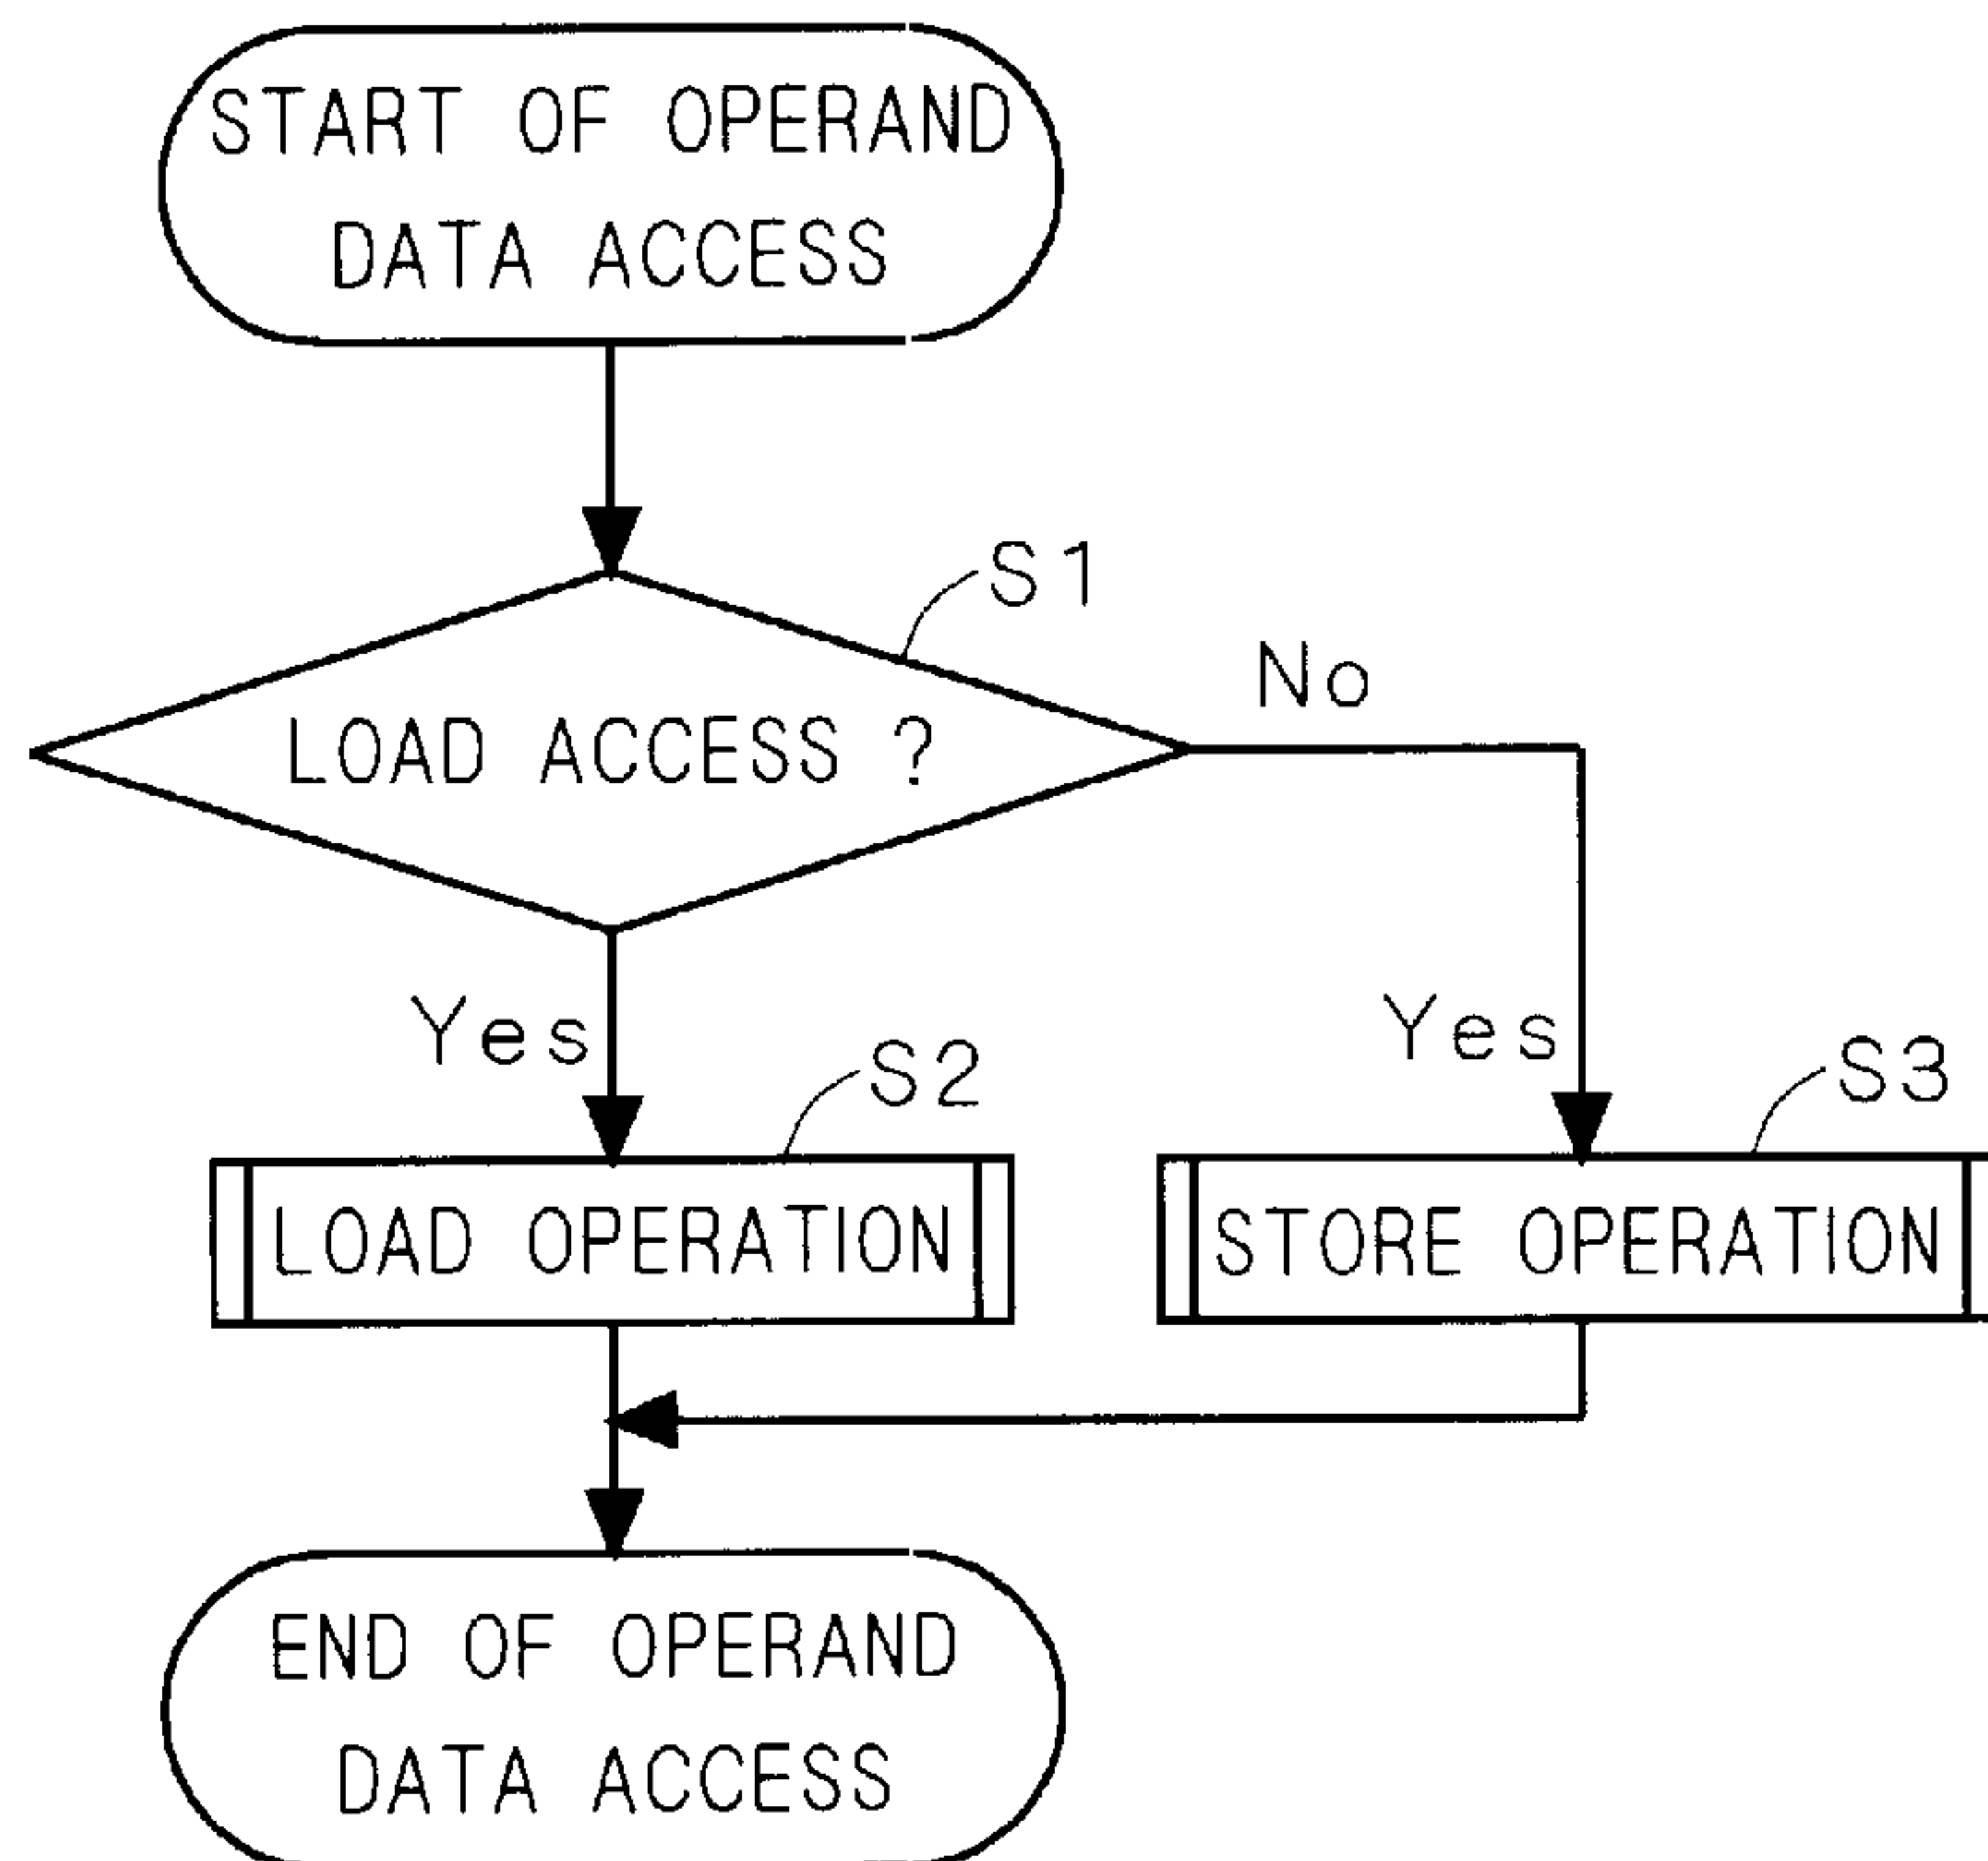 START OF OPERAND
DATA ACCESS
S1
No
LOAD ACCESS ?
Yes
Yes
S2
S3
LOAD OPERATION
STORE OPERATION
END OF OPERAND
DATA ACCESS